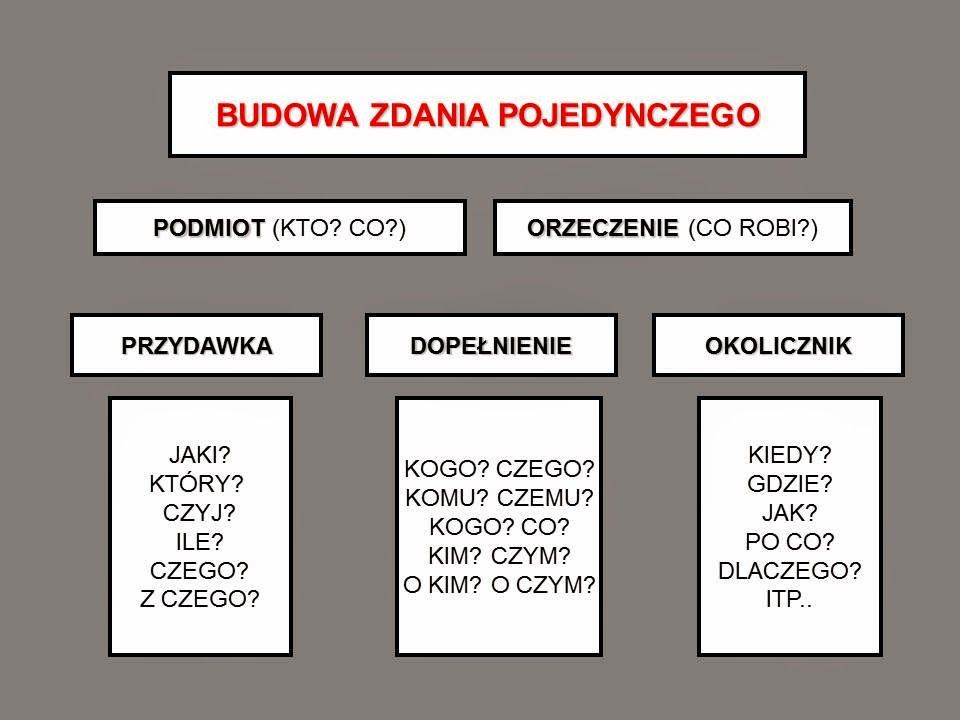 BUDOWA ZDANIA POJEDYNCZEGO
PODMIOT (KTO? CO?)
ORZECZENIE (CO ROBI?)
PRZYDAWKA
DOPEŁNIENIE
OKOLICZNIK
JAKI?
KTÓRY?
CZYJ?
ILE?
CZEGO?
Z CZEGO?
KOGO? CZEGO?
KOMU? CZEMU?
KOGO? CO?
KIM? CZYM?
O KIM? O CZYM?
KIEDY?
GDZIE?
JAK?
PO CO?
DLACZEGO?
ITP..